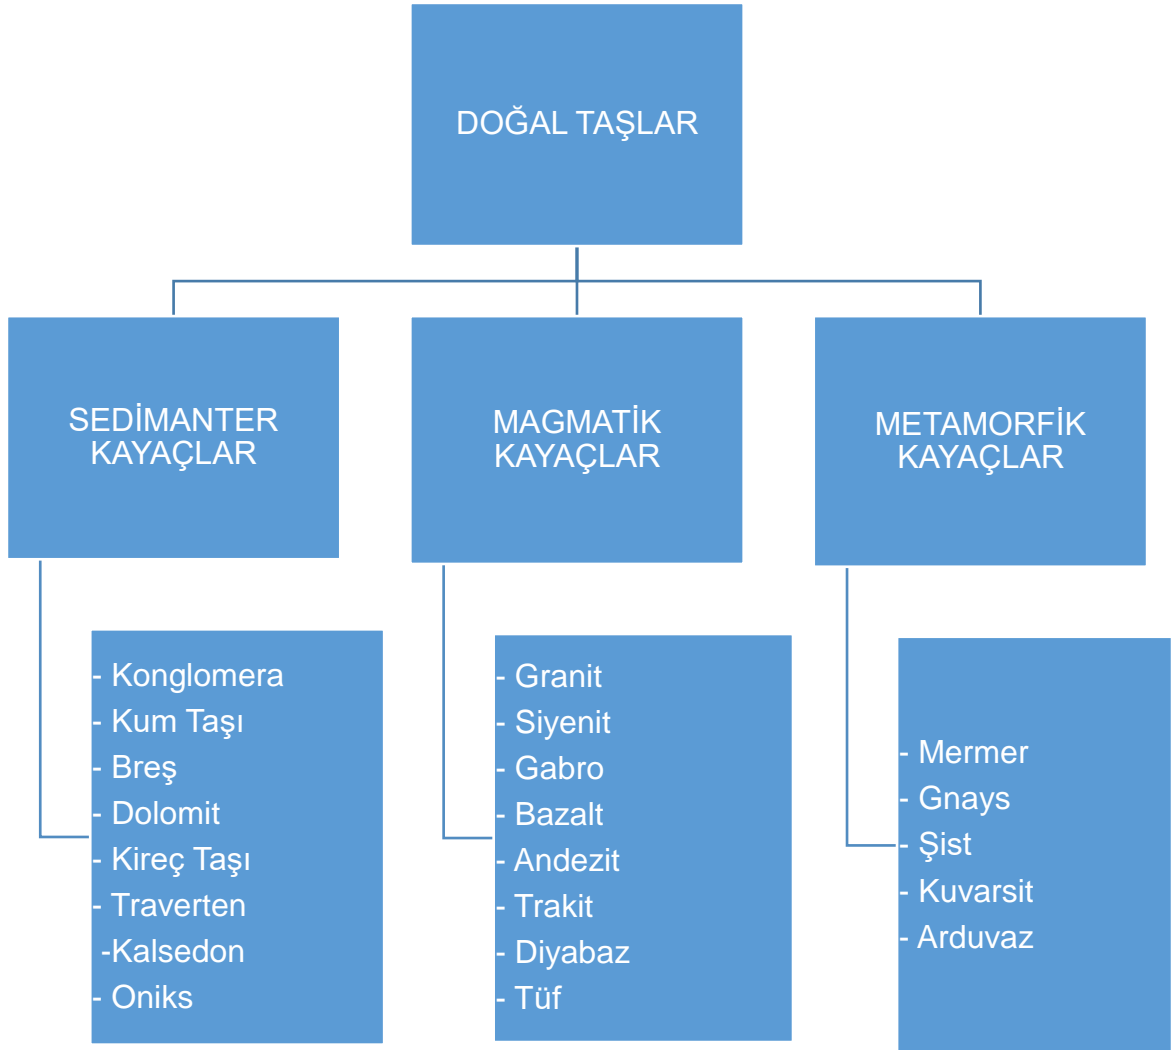 DOĞAL TAŞLAR
SEDİMANTER
KAYAÇLAR
MAGMATİK
KAYAÇLAR
METAMORFİK
KAYAÇLAR
- Konglomera
- Kum Taşı
- Breş
- Dolomit
- Kireç Taşı
- Traverten
-Kalsedon
- Oniks
- Granit
- Siyenit
- Gabro
- Bazalt
- Andezit
- Trakit
- Diyabaz
- Tüf
- Mermer
- Gnays
- Şist
- Kuvarsit
- Arduvaz